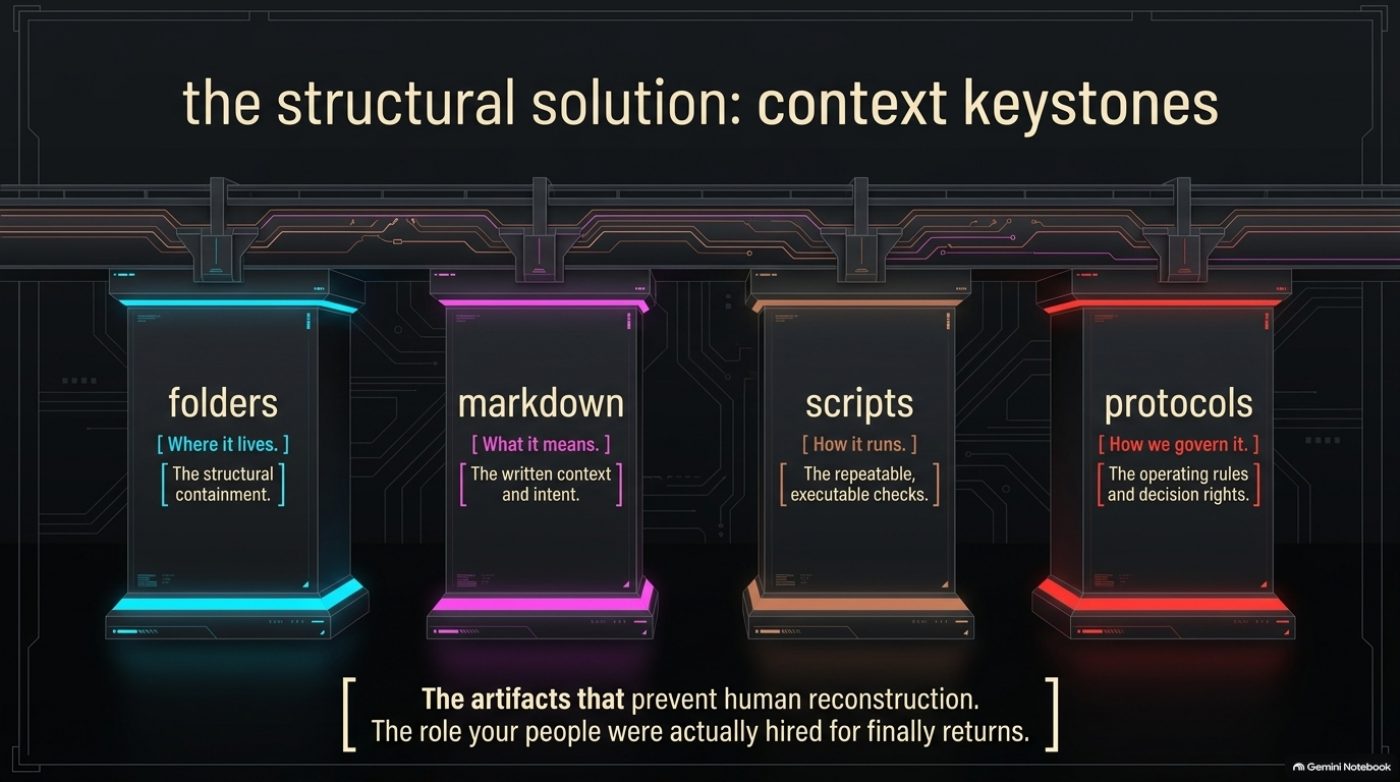 the structural solution: context keystones
folders
[ Where it lives. ]
[ The structural
containment. ]
markdown
[ What it means. ]
[ The written context
and intent. ]
scripts
[ How it runs. ]
[ The repeatable,
executable checks. ]
protocols
[ How we govern it. ]
[ The operating rules
and decision rights. ]
[ The artifacts that prevent human reconstruction.
The role your people were actually hired for finally returns. ]
Gemini Notebook